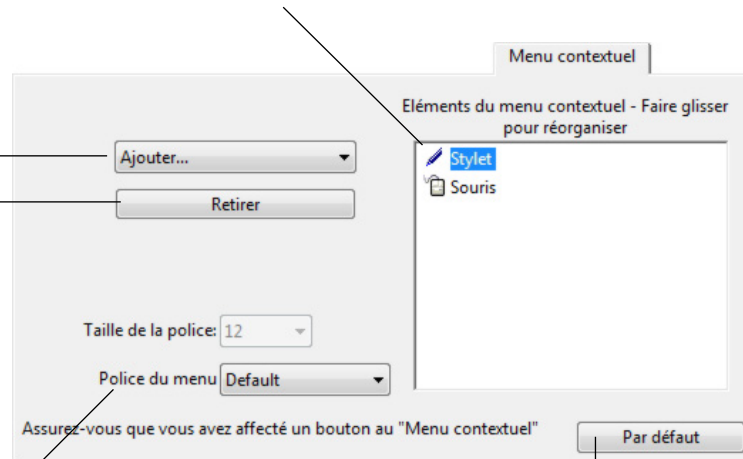 Menu contextuel
Eléments du menu contextuel - Faire glisser
pour réorganiser
Ajouter...
Stylet
Retirer
Souris
Taille de la police: 12
Police du menu Default
Assurez-vous que vous avez affecté un bouton au "Menu contextuel"
Par défaut